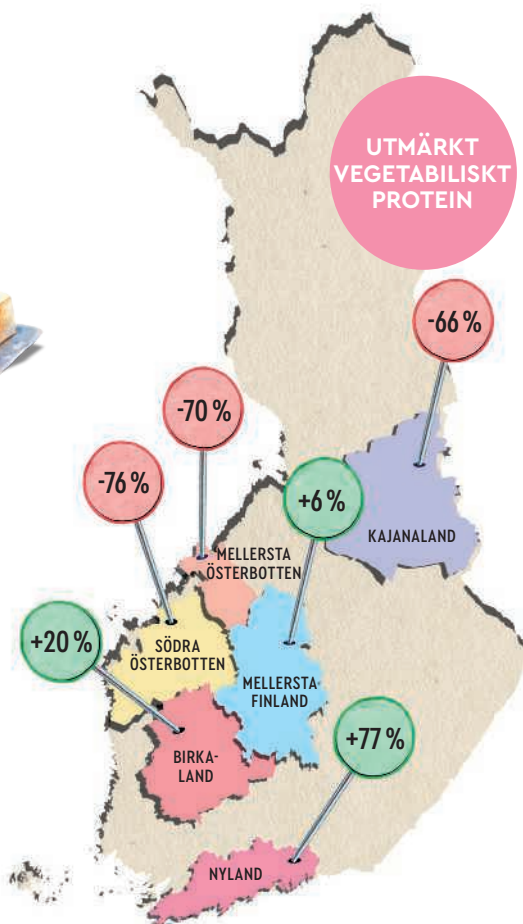 UTMÄRKT
VEGETABILISKT
PROTEIN
-66 %
-70 %
-76 %
+6 %
KAJANALAND
MELLERSTA
ÖSTERBOTTEN
+20 %
SÖDRA
ÖSTERBOTTEN
MELLERSTA
FINLAND
+77 %
BIRKA-
LAND
NYLAND